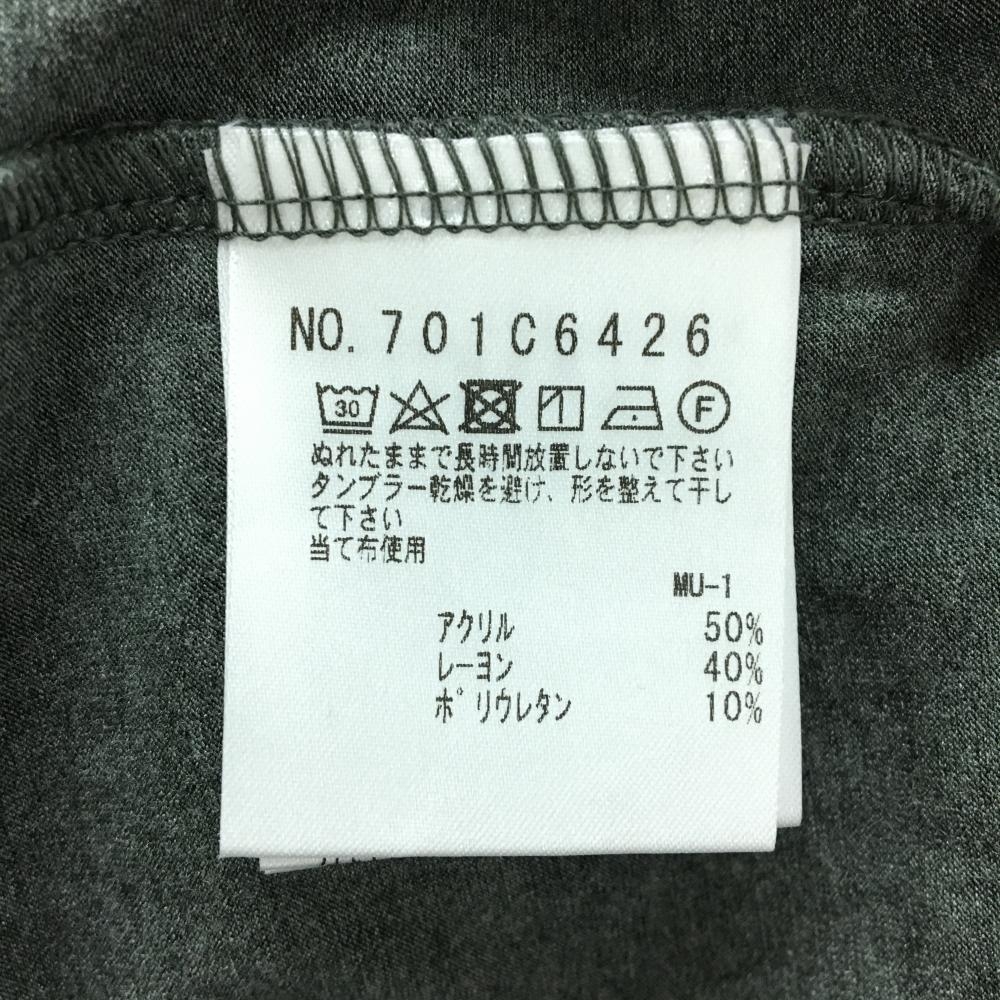 NO. 701C6426
30 F
ぬれたままで長時間放置しないで下さい
タンブラー乾燥を避け、形を整えて干し
て下さい
当て布使用
MU-1
アクリル 50%
レーヨン 40%
ポリウレタン 10%